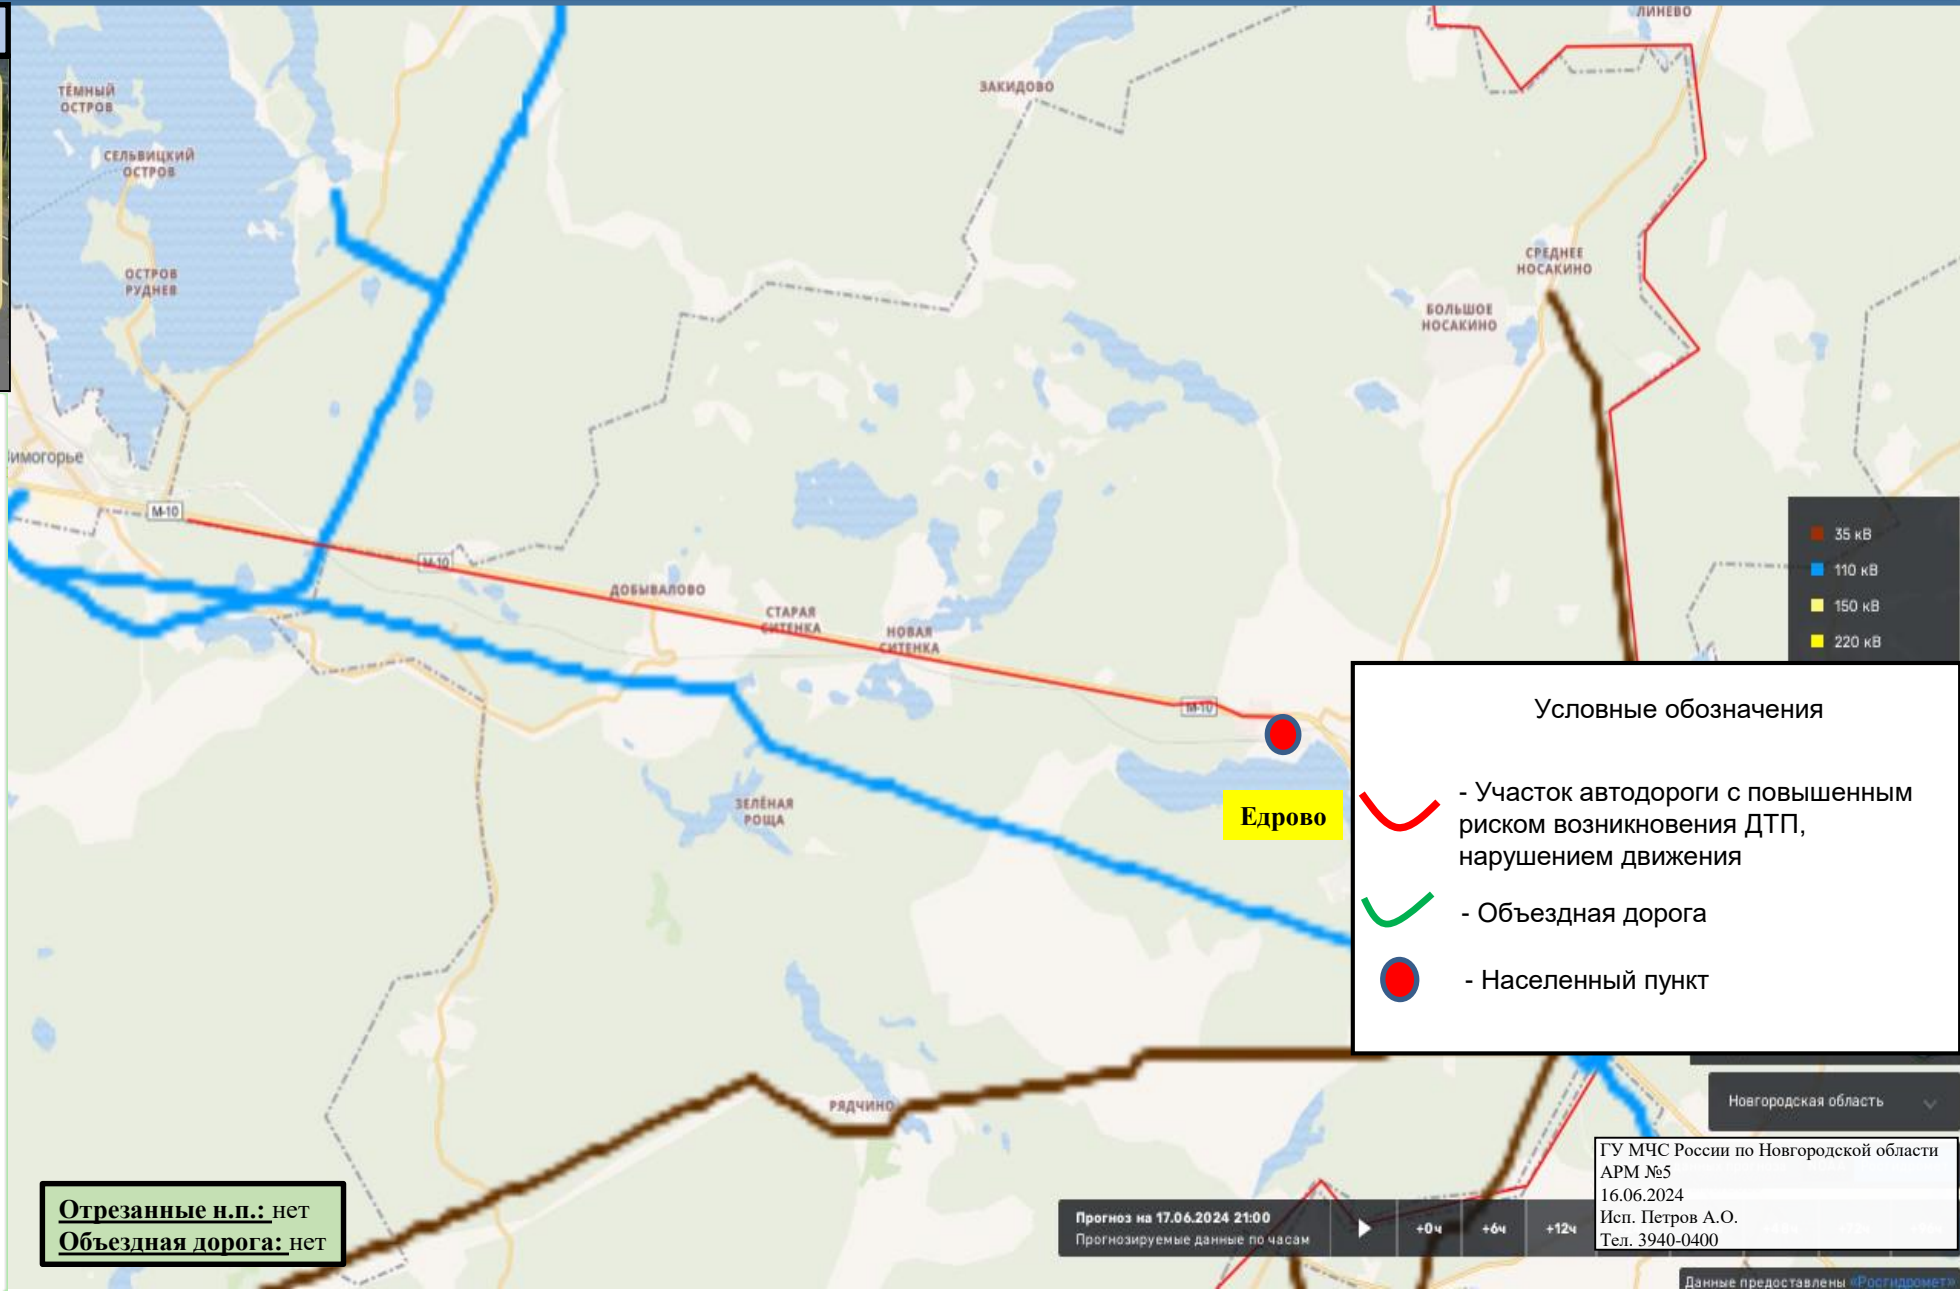 ЛИНЕВО
ЗАКИДОВО
ТЁМНЫЙ
ОСТРОВ
СЕЛЬВИЦКИЙ
ОСТРОВ
ОСТРОВ
РУДНЕВ
СРЕДНЕЕ
НОСАКИНО
БОЛЬШОЕ
НОСАКИНО
имогорье
М-10
М-10
ДОБЫВАЛОВО
СТАРАЯ
СИТЕНКА
НОВАЯ
СИТЕНКА
М-10
35 кВ
110 кВ
150 кВ
220 кВ
Условные обозначения
- Участок автодороги с повышенным
риском возникновения ДТП,
нарушением движения
- Объездная дорога
- Населенный пункт
Едрово
ЗЕЛЁНАЯ
РОЩА
РЯДЧИНО
Новгородская область
ГУ МЧС России по Новгородской области
АРМ №5
16.06.2024
Исп. Петров А.О.
Тел. 3940-0400
Отрезанные н.п.: нет
Объездная дорога: нет
Прогноз на 17.06.2024 21:00
Прогнозируемые данные по часам
+0ч +6ч +12ч
Данные предоставлены «Росгидромет»